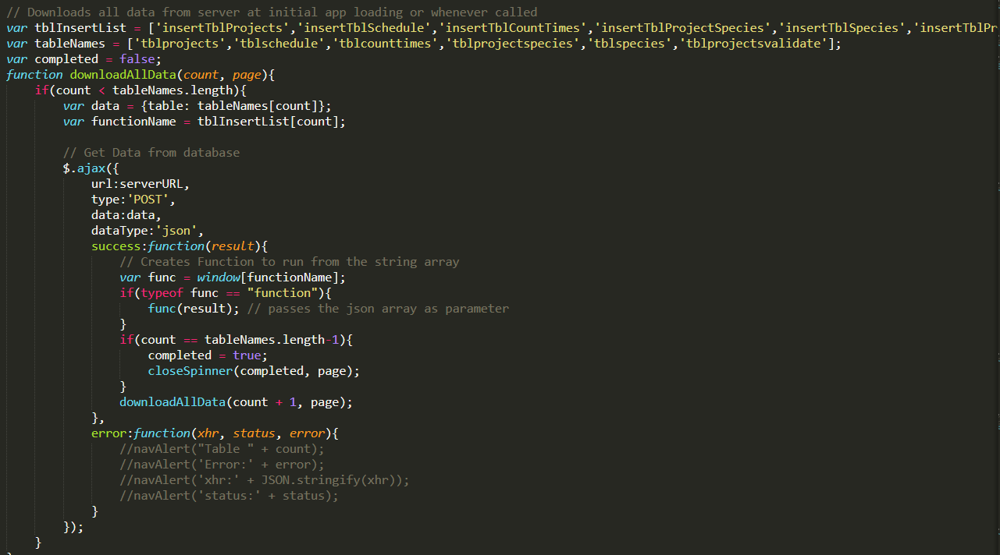 // Downloads all data from server at initial app loading or whenever called
var tblInsertList = ['insertTblProjects','insertTblSchedule','insertTblCountTimes','insertTblProjectSpecies','insertTblSpecies','insertTblPr
var tableNames = ['tblprojects','tblschedule','tblcounttimes','tblprojectspecies','tblspecies','tblprojectsvalidate'];
var completed = false;
function downloadAllData(count, page){
    if(count < tableNames.length){
        var data = {table: tableNames[count]};
        var functionName = tblInsertList[count];

        // Get Data from database
        $.ajax({
            url:serverURL,
            type:'POST',
            data:data,
            dataType:'json',
            success:function(result){
                // Creates Function to run from the string array
                var func = window[functionName];
                if(typeof func == "function"){
                    func(result); // passes the json array as parameter
                }
                if(count == tableNames.length-1){
                    completed = true;
                    closeSpinner(completed, page);
                }
                downloadAllData(count + 1, page);
            },
            error:function(xhr, status, error){
                //navAlert("Table " + count);
                //navAlert('Error:' + error);
                //navAlert('xhr:' + JSON.stringify(xhr));
                //navAlert('status:' + status);
            }
        });
    }